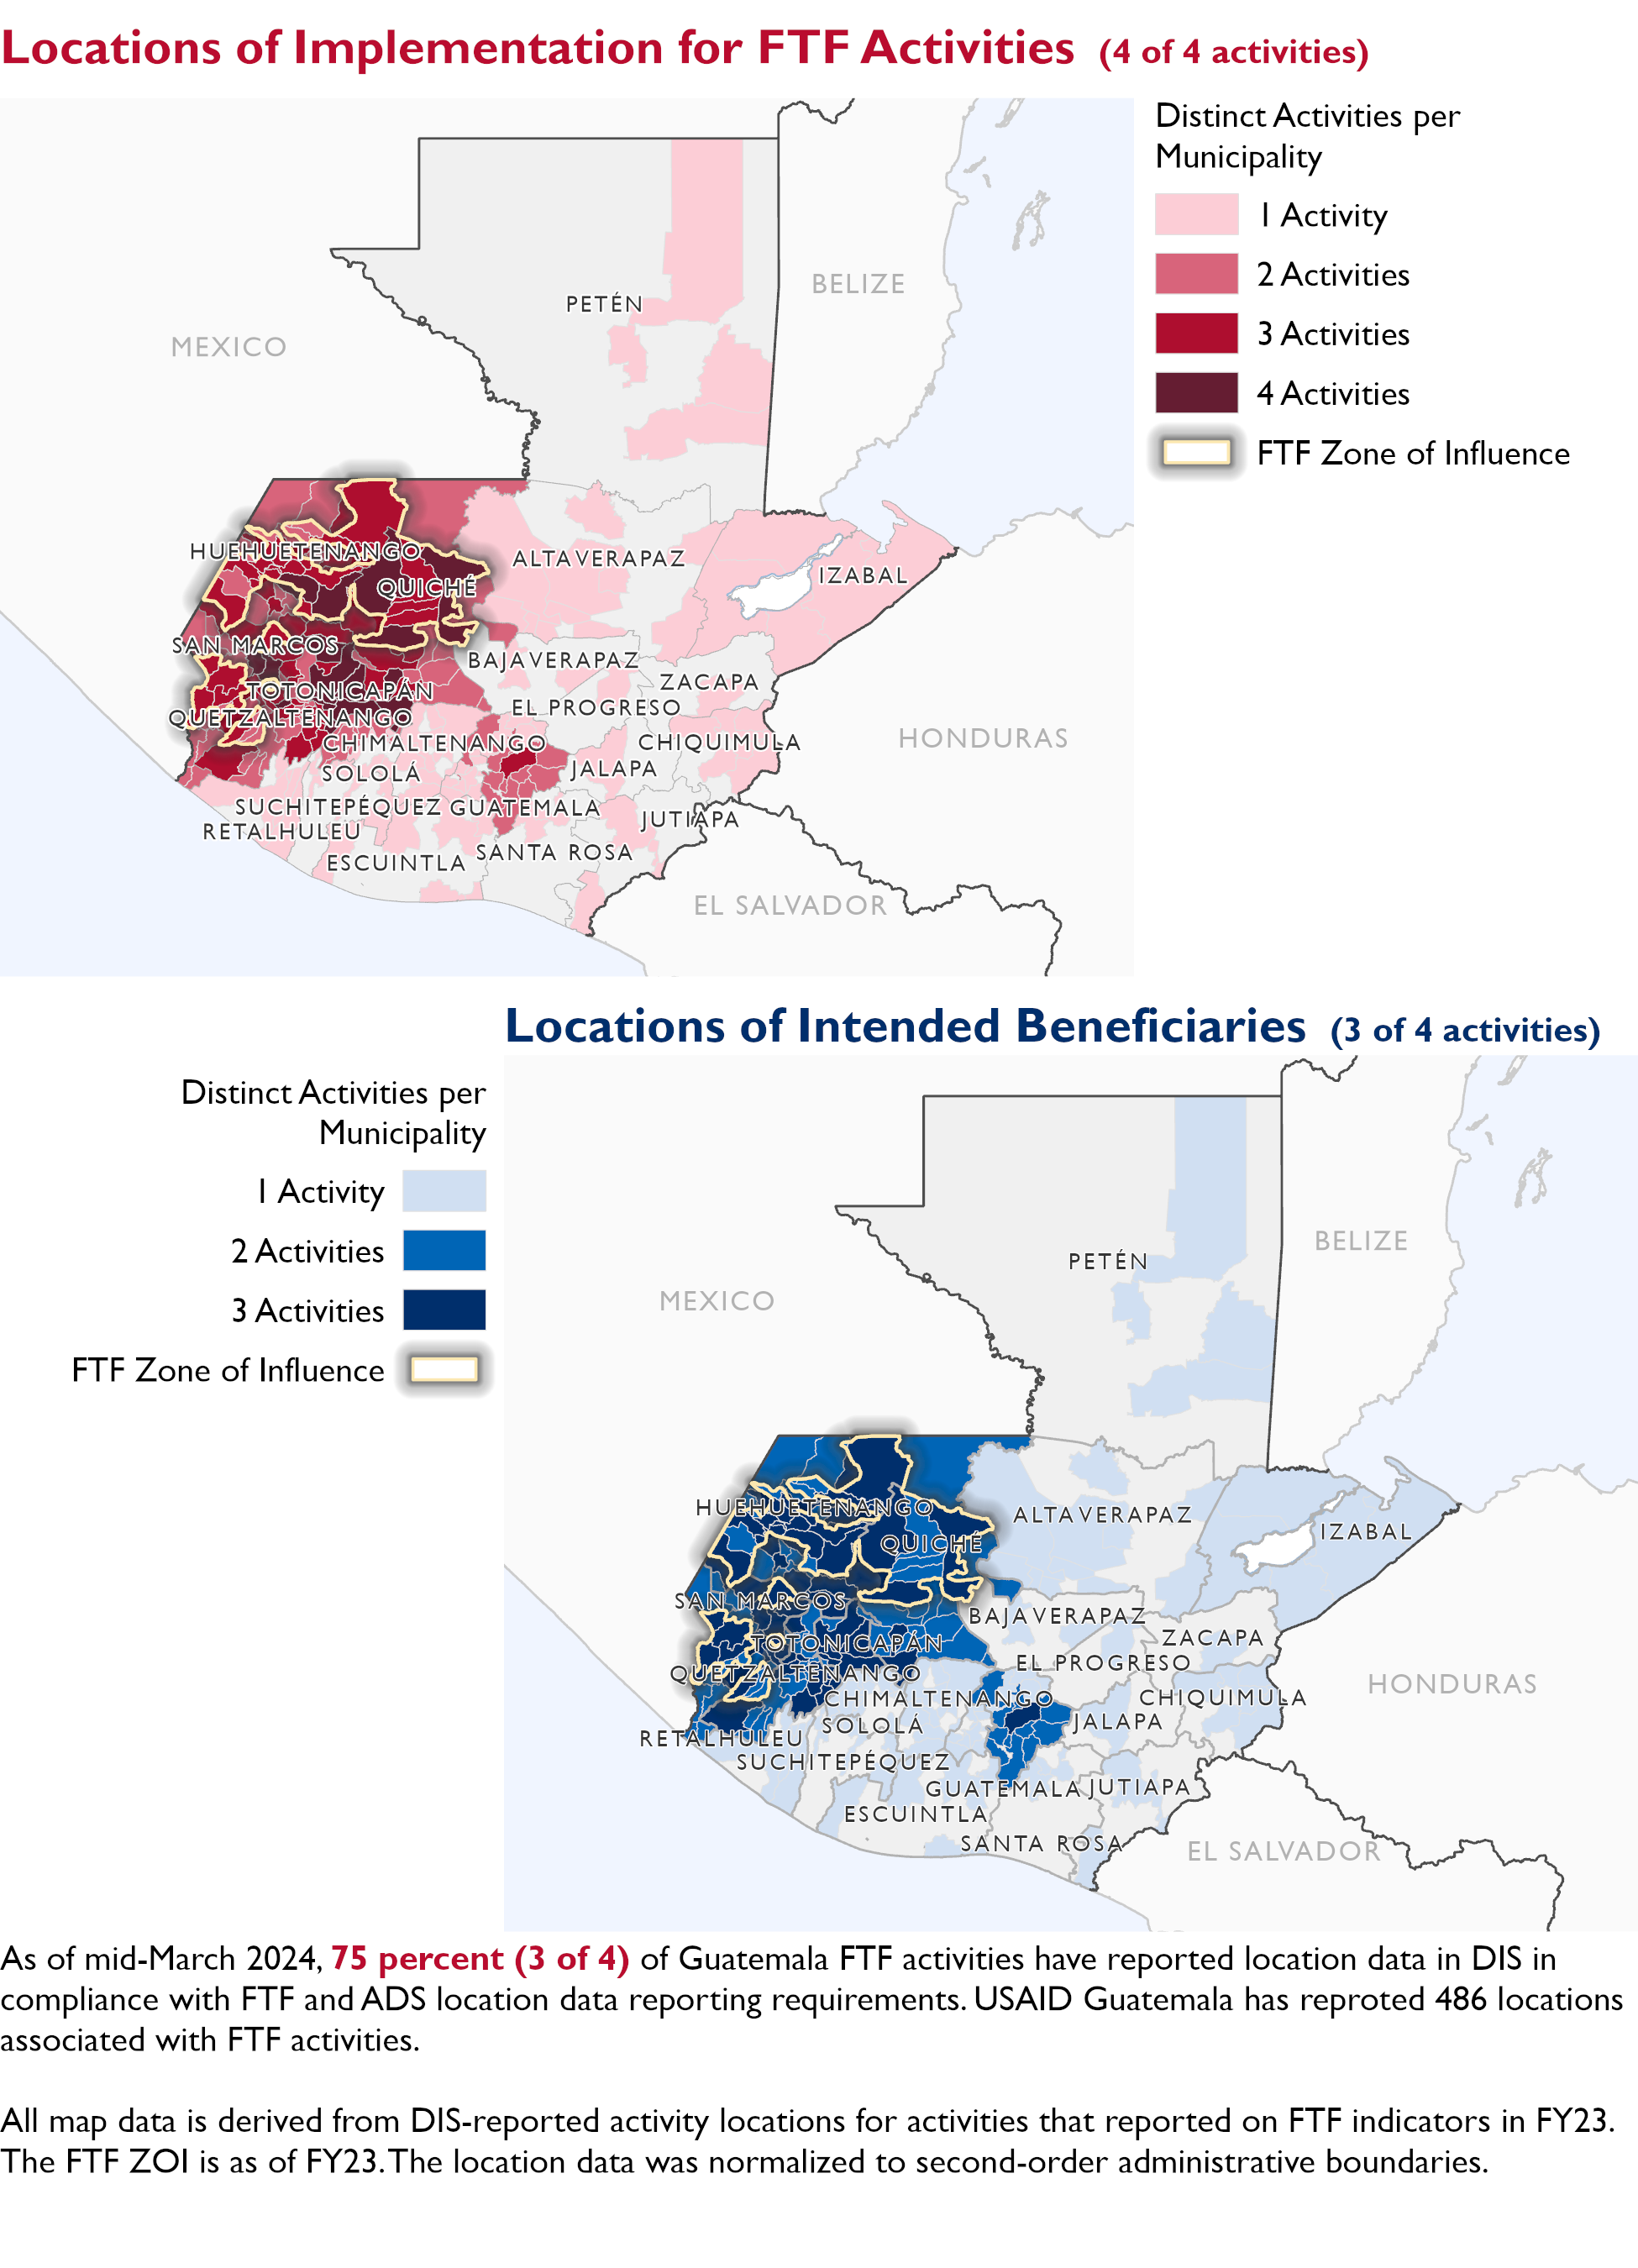 Locations of Implementation for FTF Activities (4 of 4 activities)
Distinct Activities per
Municipality
1 Activity
2 Activities
3 Activities
4 Activities
FTF Zone of Influence
PETÉN
BELIZE
MEXICO
HUEHUETENANGO
ALTA VERAPAZ
IZABAL
QUICHÉ
SAN MARCOS
BAJA VERAPAZ
ZACAPA
TOTONICAPÁN
EL PROGRESO
QUETZALTENANGO
CHIMALTENANGO
CHIQUIMULA
HONDURAS
SOLOLÁ
JALAPA
SUCHITEPÉQUEZ
GUATEMALA
JUTIAPA
RETALHULEU
ESCUINTLA
SANTA ROSA
EL SALVADOR
Locations of Intended Beneficiaries (3 of 4 activities)
Distinct Activities per
Municipality
1 Activity
2 Activities
3 Activities
FTF Zone of Influence
BELIZE
PETÉN
MEXICO
HUEHUETENANGO
ALTA VERAPAZ
IZABAL
QUICHÉ
SAN MARCOS
BAJA VERAPAZ
ZACAPA
TOTONICAPÁN
EL PROGRESO
QUETZALTENANGO
HONDURAS
CHIMALTENANGO
CHIQUIMULA
SOLOLÁ
JALAPA
RETALHULEU
SUCHITEPÉQUEZ
GUATEMALA
JUTIAPA
ESCUINTLA
SANTA ROSA
EL SALVADOR
As of mid-March 2024, 75 percent (3 of 4) of Guatemala FTF activities have reported location data in DIS in
compliance with FTF and ADS location data reporting requirements. USAID Guatemala has reproted 486 locations
associated with FTF activities.
All map data is derived from DIS-reported activity locations for activities that reported on FTF indicators in FY23.
The FTF ZOI is as of FY23. The location data was normalized to second-order administrative boundaries.